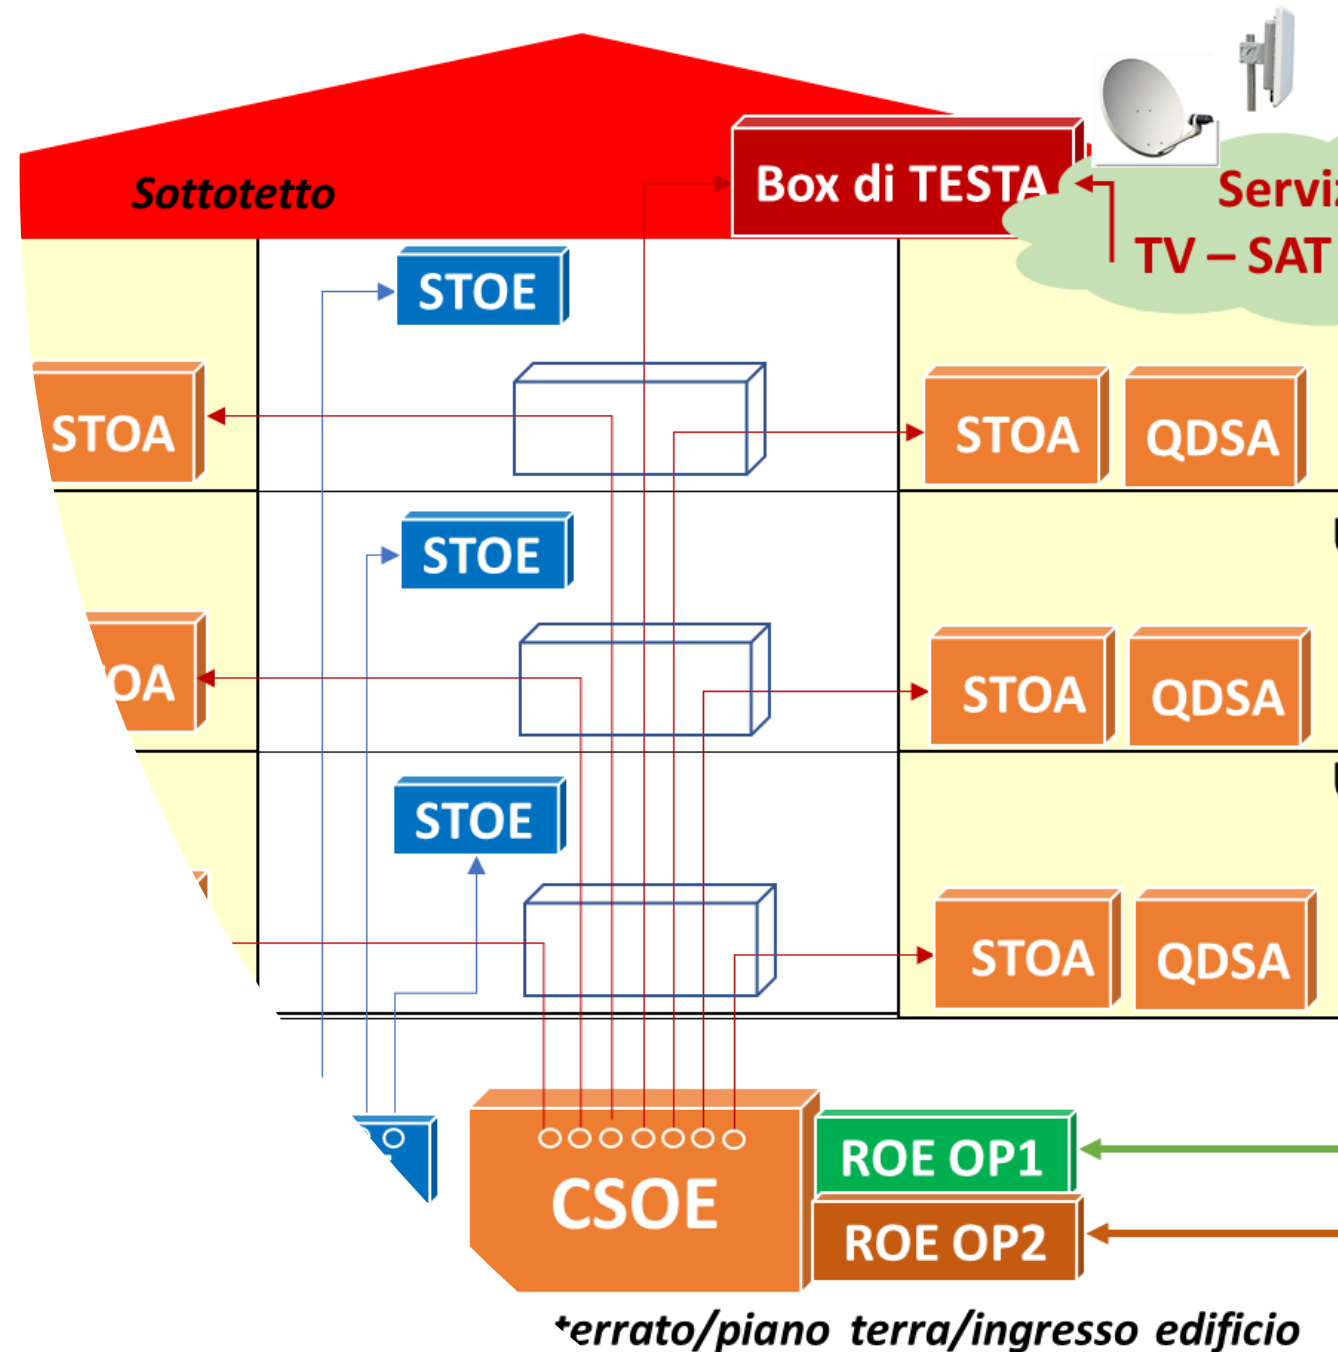 Sottotetto
Box di TESTA
TV – SAT
STOE
STOA
STOA QDSA
STOE
STOA QDSA
STOE
STOA QDSA
CSOE
ROE OP1
ROE OP2
terra/ingresso edificio